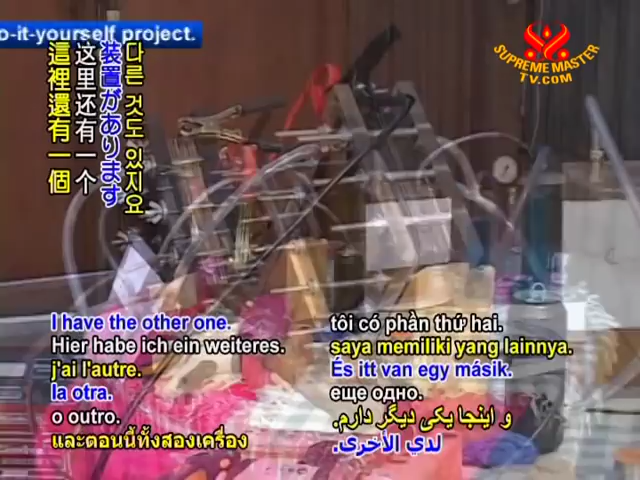 o-it-yourself project.
SUPREME MASTER
TV.COM
다른 것도 있지요
装置があります
这里还有一个
這裡還有一個
I have the other one.
Hier habe ich ein weiteres.
j'ai l'autre.
la otra.
o outro.
และตอนนี้ทั้งสองเครื่อง
tôi có phần thứ hai.
saya memiliki yang lainnya.
És itt van egy másik.
еще одно.
و اینجا یکی دیگر دارم.
لدي الأخرى.